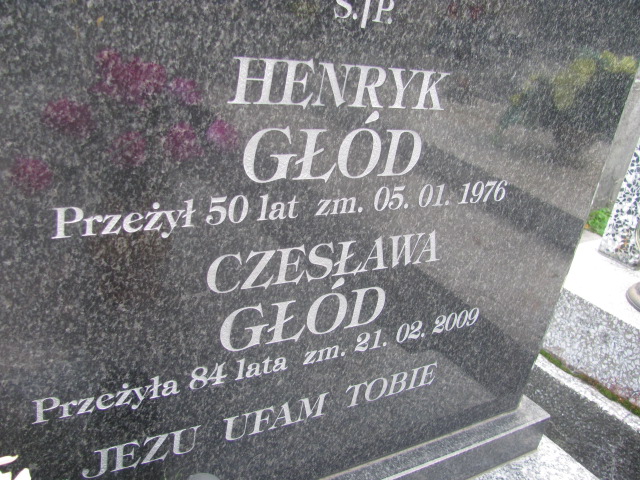 Ś.†P.
HENRYK
GŁÓD
Przeżył 50 lat zm. 05. 01. 1976
CZESŁAWA
GŁÓD
Przeżyła 84 lata zm. 21. 02. 2009
JEZU UFAM TOBIE